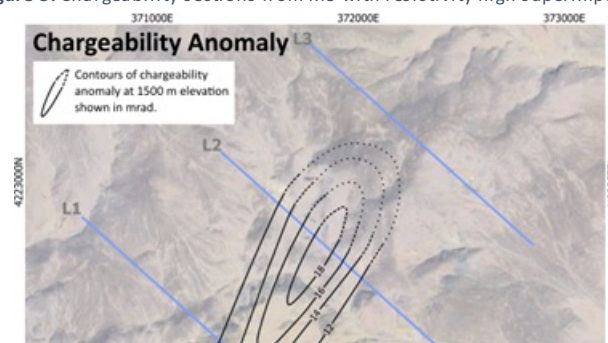 371000E 372000E 373000E
Chargeability Anomaly
Contours of chargeability
anomaly at 1500 m elevation
shown in mrad.
L3
L2
4223000N
L1
18
16
14
12